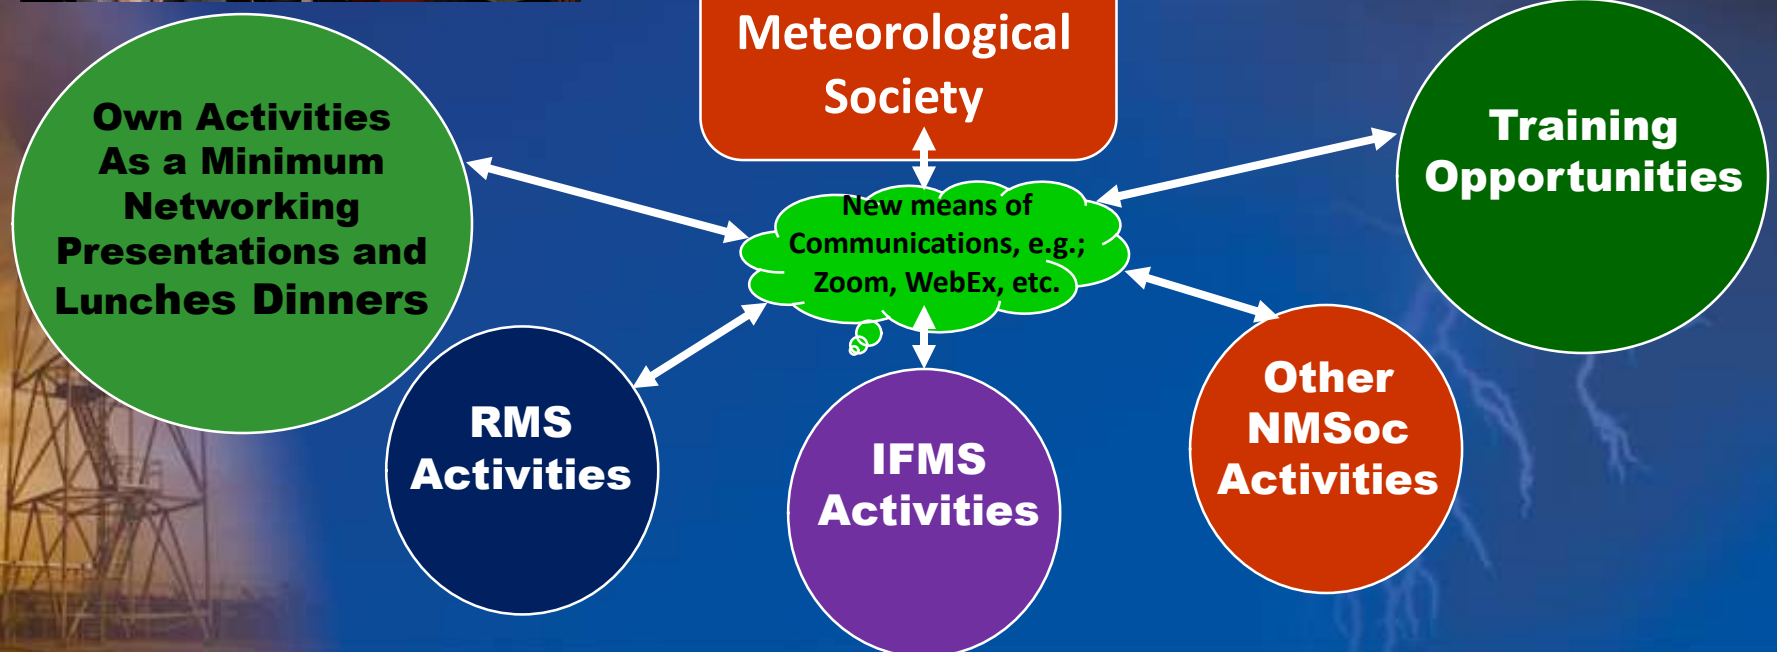 Meteorological
Society
Own Activities
As a Minimum
Networking
Presentations and
Lunches Dinners
Training
Opportunities
New means of
Communications, e.g.;
Zoom, WebEx, etc.
RMS
Activities
IFMS
Activities
Other
NMSoc
Activities